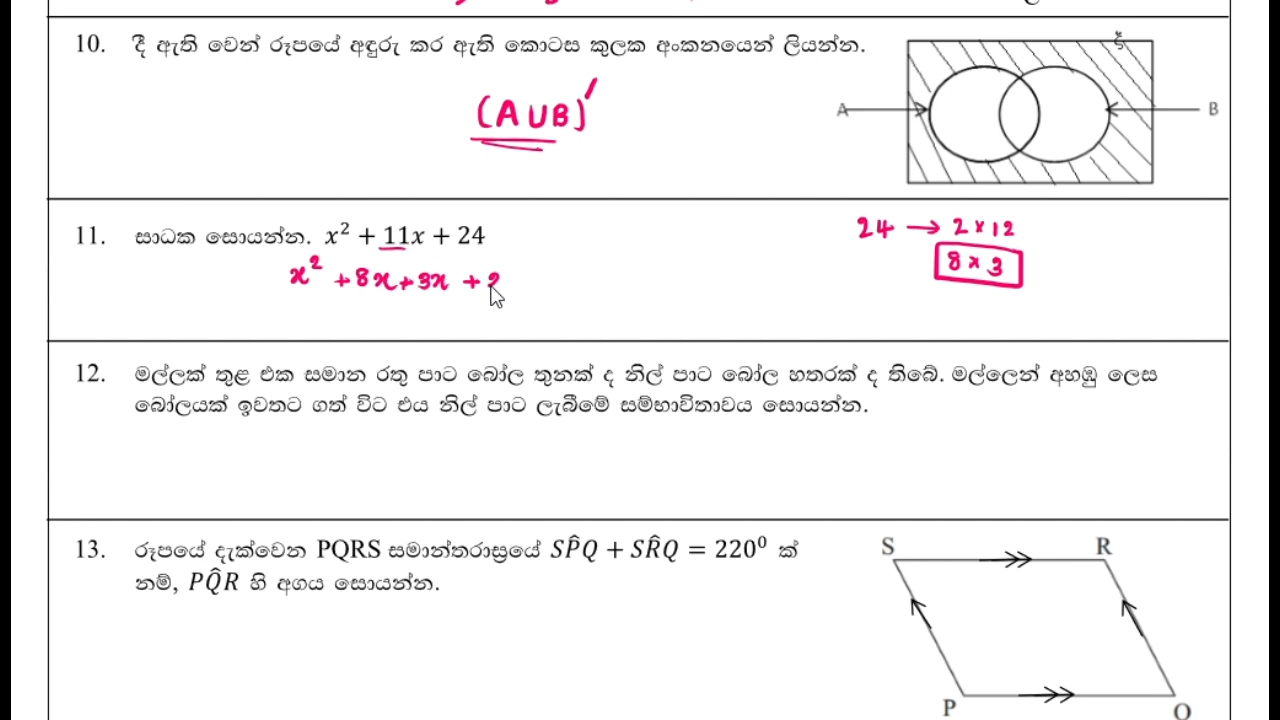 10. දී ඇති වෙන් රූපයේ අඳුරු කර ඇති කොටස කුලක අංකනයෙන් ලියන්න.
ξ
A
B
(A∪B)′
11. සාධක සොයන්න. x² + 11x + 24
24 → 2 × 12
8 × 3
x² + 8x + 3x +
12. මල්ලක් තුළ එක සමාන රතු පාට බෝල තුනක් ද නිල් පාට බෝල හතරක් ද තිබේ. මල්ලෙන් අහඹු ලෙස
බෝලයක් ඉවතට ගත් විට එය නිල් පාට ලැබීමේ සම්භාවිතාවය සොයන්න.
13. රූපයේ දැක්වෙන PQRS සමාන්තරාස්‍රයේ SP̂Q + SR̂Q = 220⁰ ක්
නම්, PQ̂R හි අගය සොයන්න.
S R
P Q